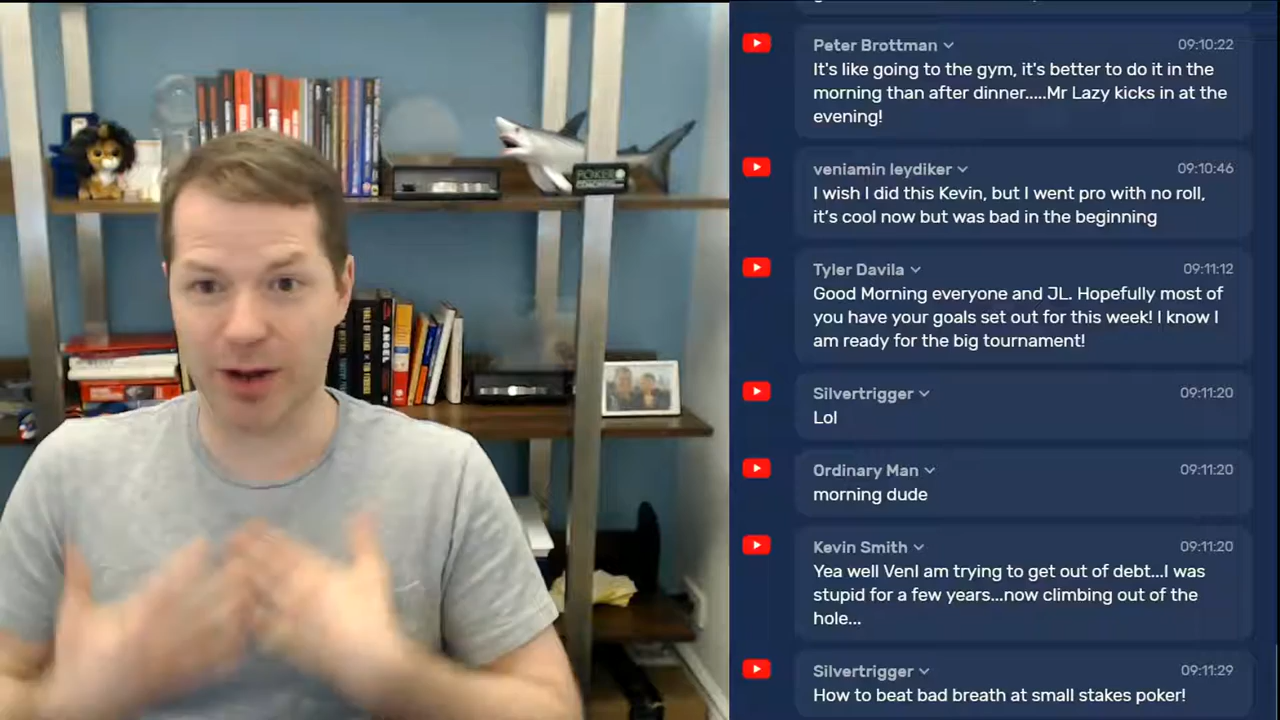 Peter Brottman
09:10:22
It's like going to the gym, it's better to do it in the
morning than after dinner.....Mr Lazy kicks in at the
evening!
veniamin leydiker
09:10:46
I wish I did this Kevin, but I went pro with no roll,
it's cool now but was bad in the beginning
Tyler Davila
09:11:12
Good Morning everyone and JL. Hopefully most of
you have your goals set out for this week! I know I
am ready for the big tournament!
Silvertrigger
09:11:20
Lol
Ordinary Man
09:11:20
morning dude
Kevin Smith
09:11:20
Yea well VenI am trying to get out of debt...I was
stupid for a few years...now climbing out of the
hole...
Silvertrigger
09:11:29
How to beat bad breath at small stakes poker!
POKER
ANGEL